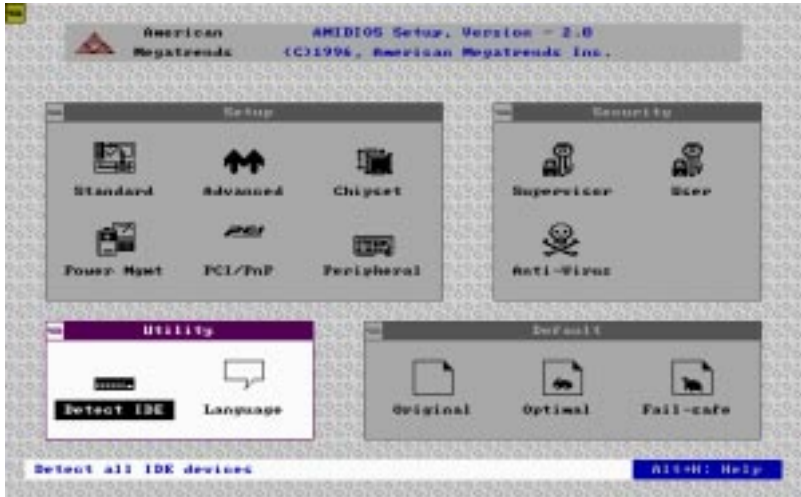 American Megatrends
AMIBIOS Setup, Version - 2.0
(C)1996, American Megatrends Inc.
Setup
Standard
Advanced
Chipset
Power Mgmt
PCI
PCI/PnP
Peripheral
Security
Supervisor
User
Anti-Virus
Utility
Detect IDE
Language
Default
Original
Optimal
Fail-safe
Detect all IDE devices
Alt+H: Help